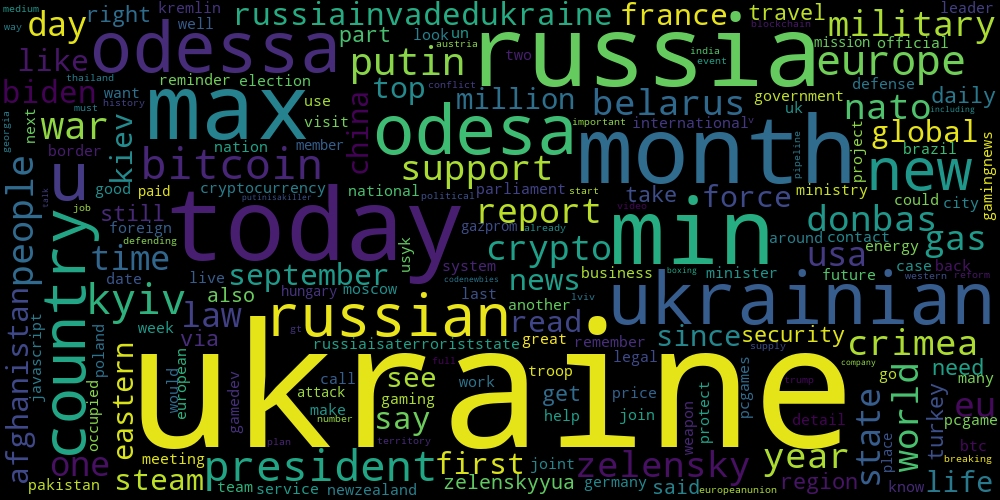 medium
kremlin
russiainvadedukraine
france
travel
blockchain
leader
way
day
right
well
odessa
part
look
un
russia
military
austria
two
india
event
mission
official
like
thailand
reminder
election
putin
europe
conflict
biden
want
history
max
use
top
million
belarus
government
defense
nato
daily
next
must
visit
war
kiev
nation
member
china
odesa
important
international
v
uk
month
pipeline
project
global
brazil
georgia
border
bitcoin
support
new
gamingnews
u
good
paid
cryptocurrency
national
parliament
start
take
force
ministry
could
city
talk
job
putinisakiller
political
people
still
today
report
video
min
donbas
defending
foreign
gazprom
already
around
contact
gas
country
time
usyk
crypto
usa
energy
date
live
september
system
news
business
boxing
minister
future
case
back
afghanistan
hungary
moscow
codenewbies
western
reform
kyiv
also
last
lviv
ukrainian
javascript
law
russian
another
read
since
security
week
via
gt
great
remember
crimea
poland
russiaisaterroriststate
full
troop
legal
supply
company
eastern
would
european
ukraine
call
see
work
get
price
trump
go
need
many
occupied
gamedev
attack
gaming
make
number
say
help
join
protect
pcgames
world
turkey
eu
pcgame
plan
territory
weapon
detail
state
place
btc
one
meeting
president
first
joint
zelensky
year
breaking
pakistan
steam
team
service
newzealand
zelenskyyua
germany
said
europeanunion
region
know
life